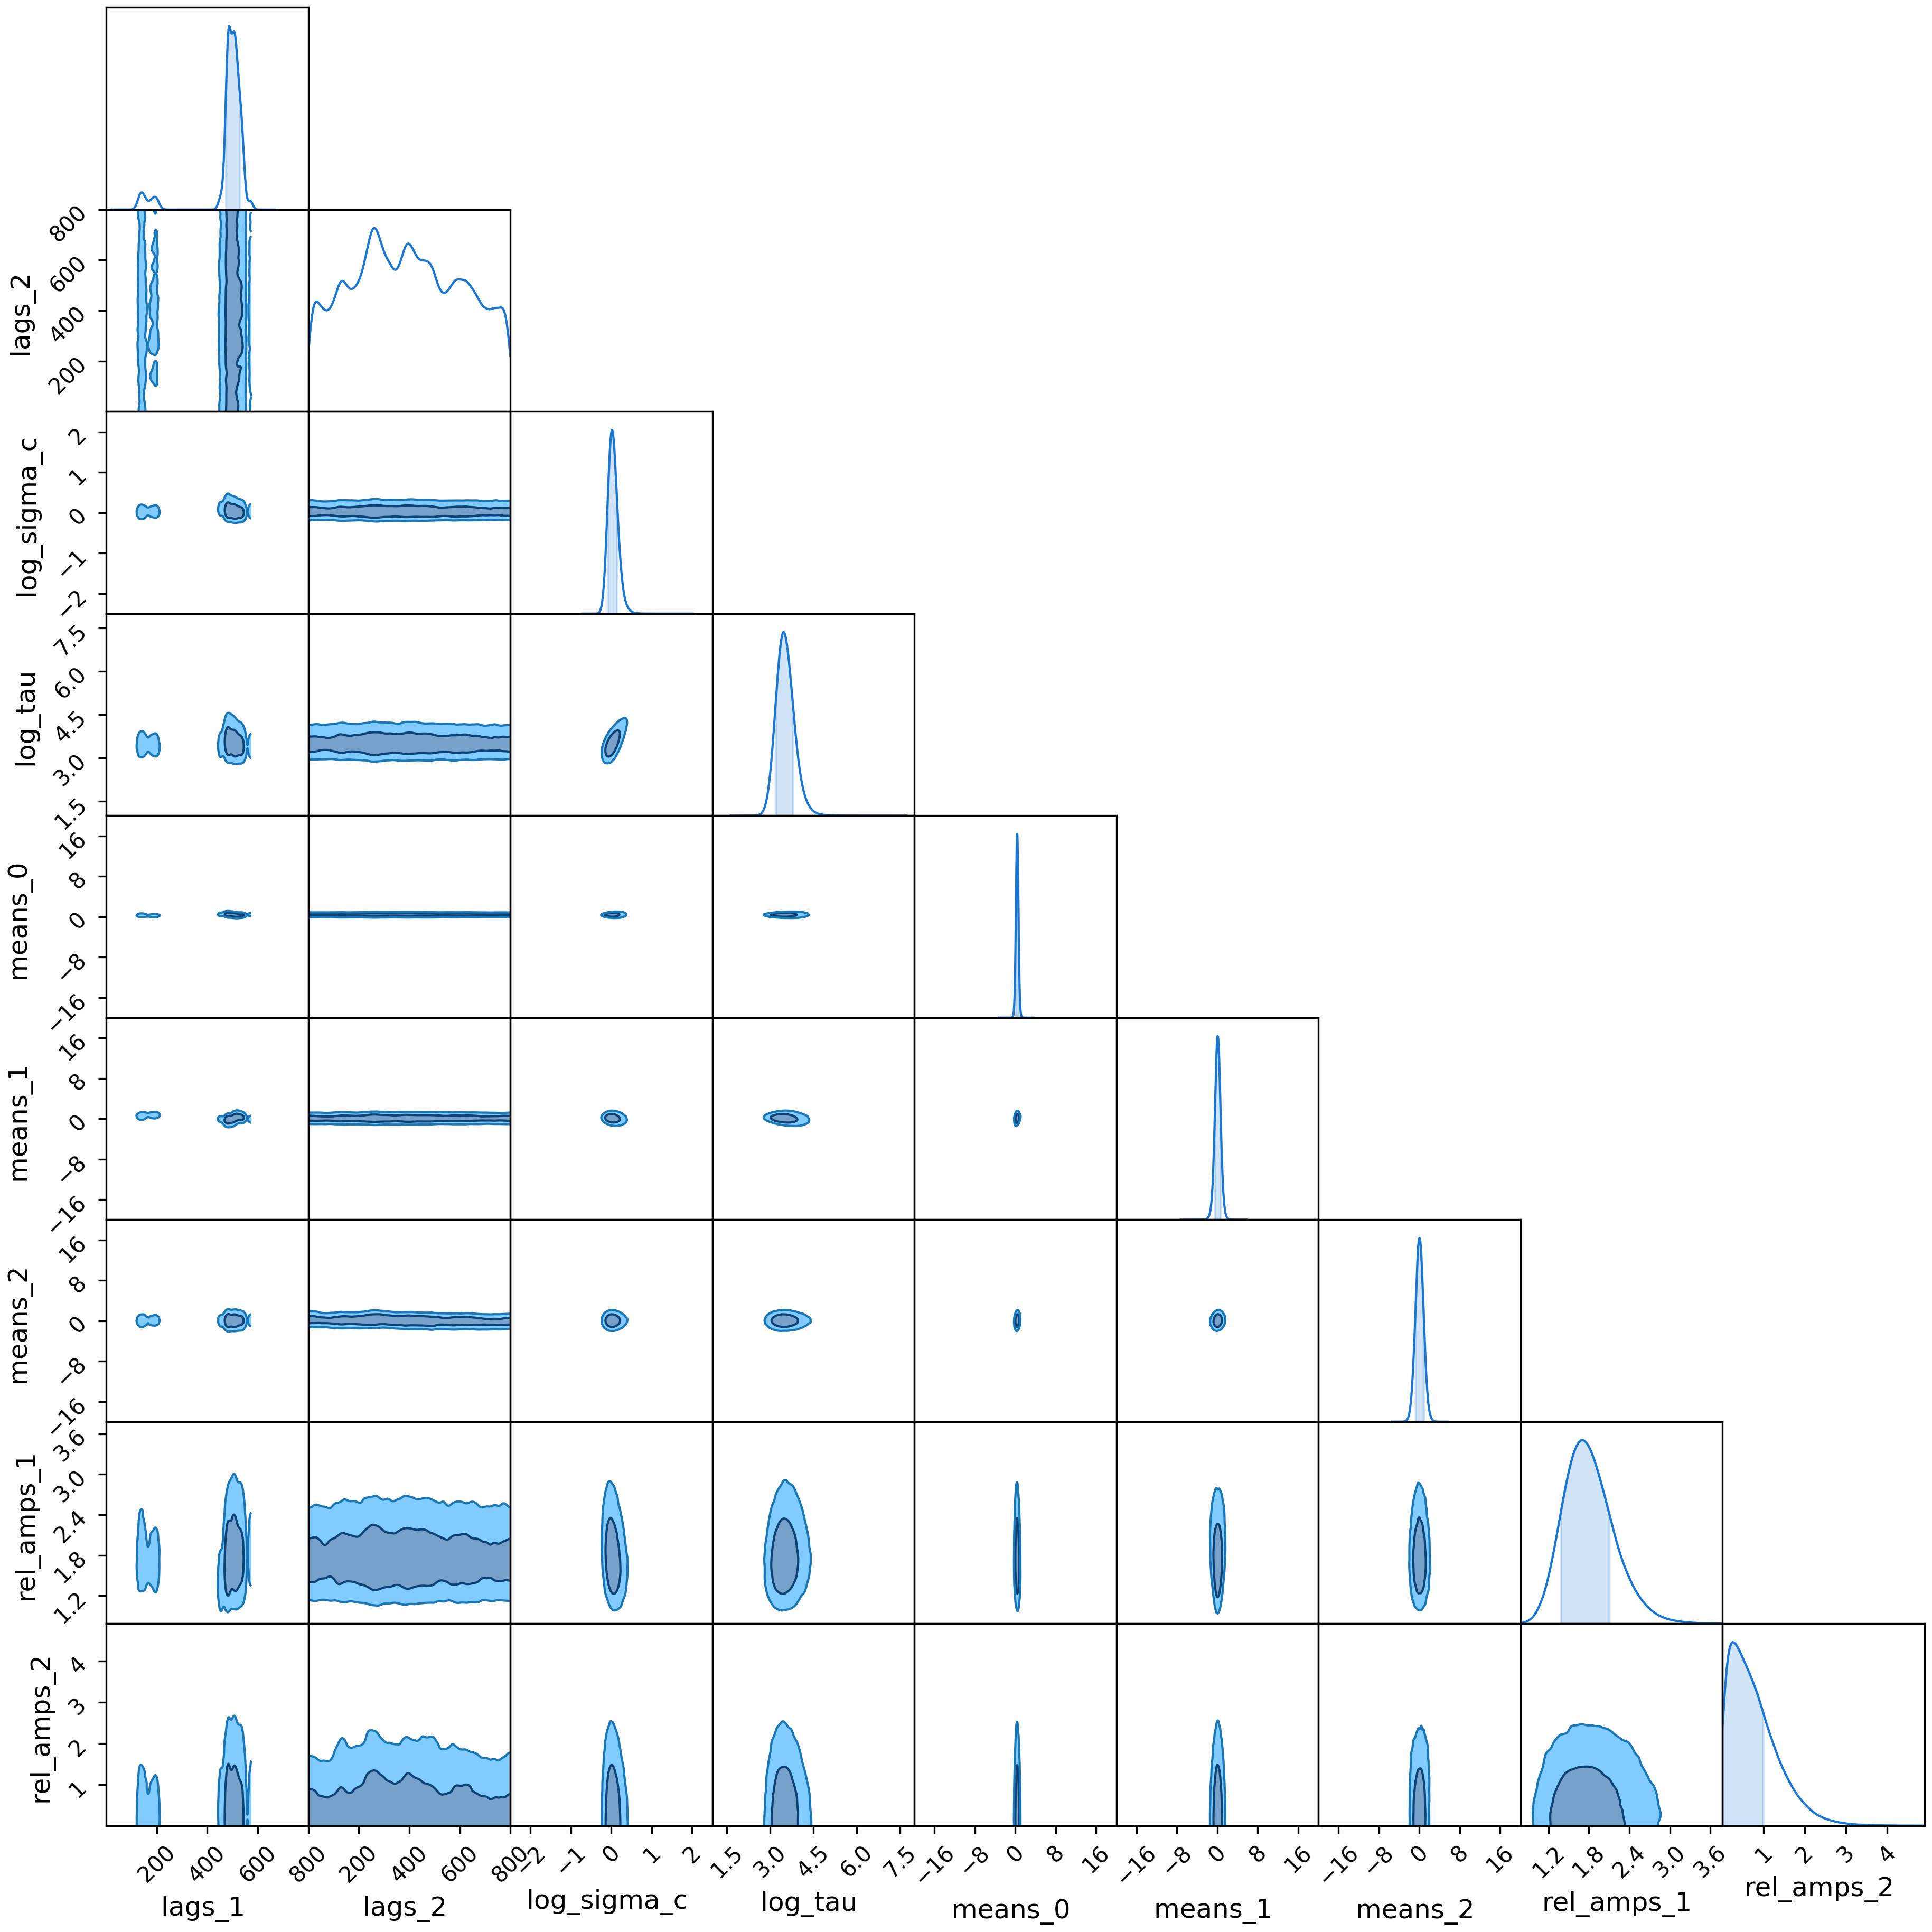 800
600
400
200
lags_2
2
1
0
−1
−2
log_sigma_c
7.5
6.0
4.5
3.0
1.5
log_tau
16
8
0
−8
−16
means_0
16
8
0
−8
−16
means_1
16
8
0
−8
−16
means_2
3.6
3.0
2.4
1.8
1.2
rel_amps_1
4
3
2
1
rel_amps_2
200 400 600 800
200 400 600 800
−2 −1 0 1 2
1.5 3.0 4.5 6.0 7.5
−16 −8 0 8 16
−16 −8 0 8 16
−16 −8 0 8 16
1.2 1.8 2.4 3.0 3.6
1 2 3 4
lags_1 lags_2 log_sigma_c log_tau means_0 means_1 means_2 rel_amps_1 rel_amps_2